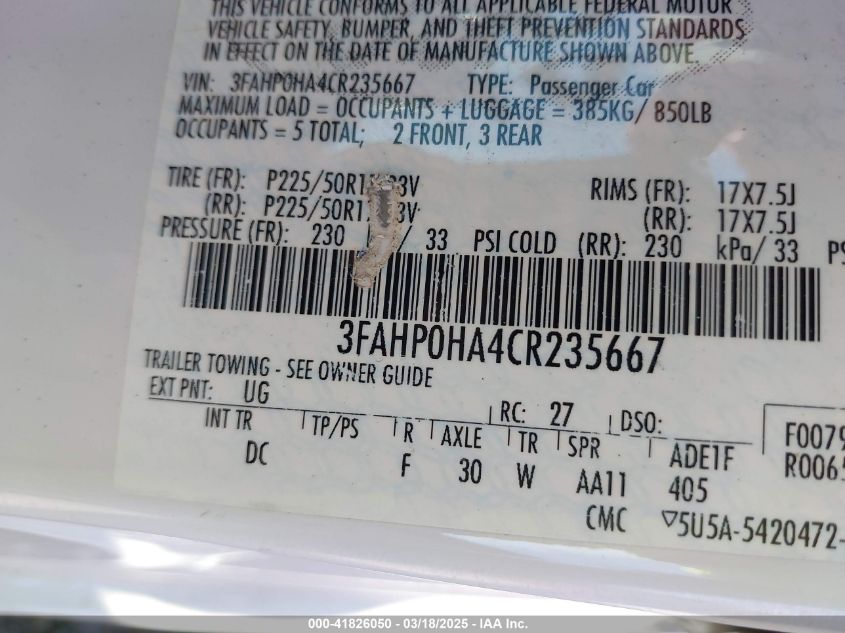 THIS VEHICLE CONFORMS TO ALL APPLICABLE FEDERAL MOTOR
VEHICLE SAFETY, BUMPER, AND THEFT PREVENTION STANDARDS
IN EFFECT ON THE DATE OF MANUFACTURE SHOWN ABOVE.
VIN: 3FAHP0HA4CR235667 TYPE: Passenger Car
MAXIMUM LOAD = OCCUPANTS + LUGGAGE = 385KG/ 850LB
OCCUPANTS = 5 TOTAL; 2 FRONT, 3 REAR
TIRE (FR): P225/50R1 3V RIMS (FR): 17X7.5J
(RR): P225/50R1 3V (RR): 17X7.5J
PRESSURE (FR): 230 / 33 PSI COLD (RR): 230 kPa/ 33 PS
3FAHP0HA4CR235667
TRAILER TOWING - SEE OWNER GUIDE
EXT PNT: UG RC: 27 DSO: F0079
INT TR TP/PS R AXLE TR SPR ADE1F R0065
DC F 30 W AA11 405
CMC ▽5U5A-5420472-
000-41826050 - 03/18/2025 - IAA Inc.